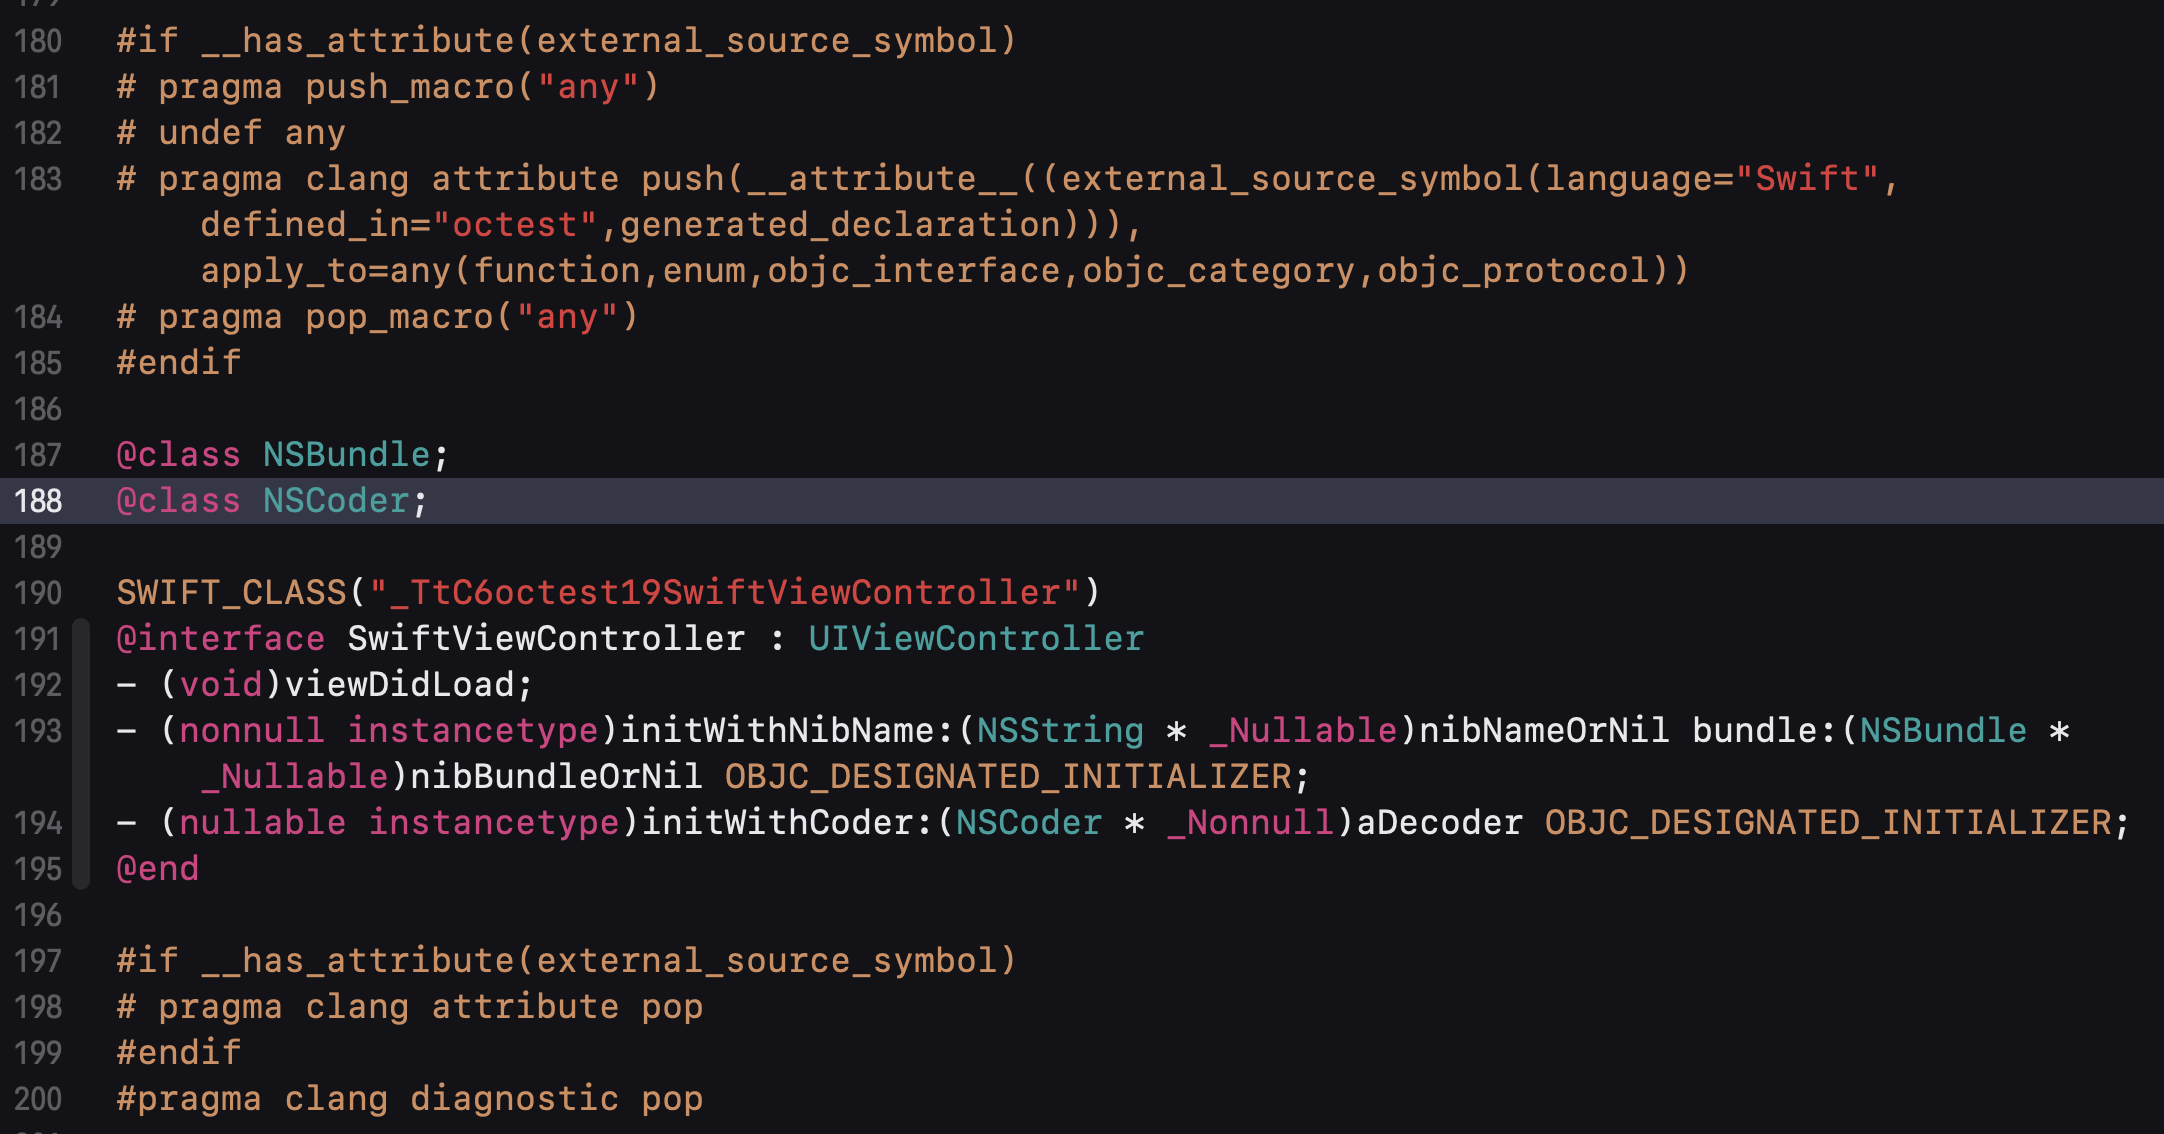 180 #if __has_attribute(external_source_symbol)
181 # pragma push_macro("any")
182 # undef any
183 # pragma clang attribute push(__attribute__((external_source_symbol(language="Swift",
defined_in="octest",generated_declaration))),
apply_to=any(function,enum,objc_interface,objc_category,objc_protocol))
184 # pragma pop_macro("any")
185 #endif
186
187 @class NSBundle;
188 @class NSCoder;
189
190 SWIFT_CLASS("_TtC6octest19SwiftViewController")
191 @interface SwiftViewController : UIViewController
192 - (void)viewDidLoad;
193 - (nonnull instancetype)initWithNibName:(NSString * _Nullable)nibNameOrNil bundle:(NSBundle *
_Nullable)nibBundleOrNil OBJC_DESIGNATED_INITIALIZER;
194 - (nullable instancetype)initWithCoder:(NSCoder * _Nonnull)aDecoder OBJC_DESIGNATED_INITIALIZER;
195 @end
196
197 #if __has_attribute(external_source_symbol)
198 # pragma clang attribute pop
199 #endif
200 #pragma clang diagnostic pop